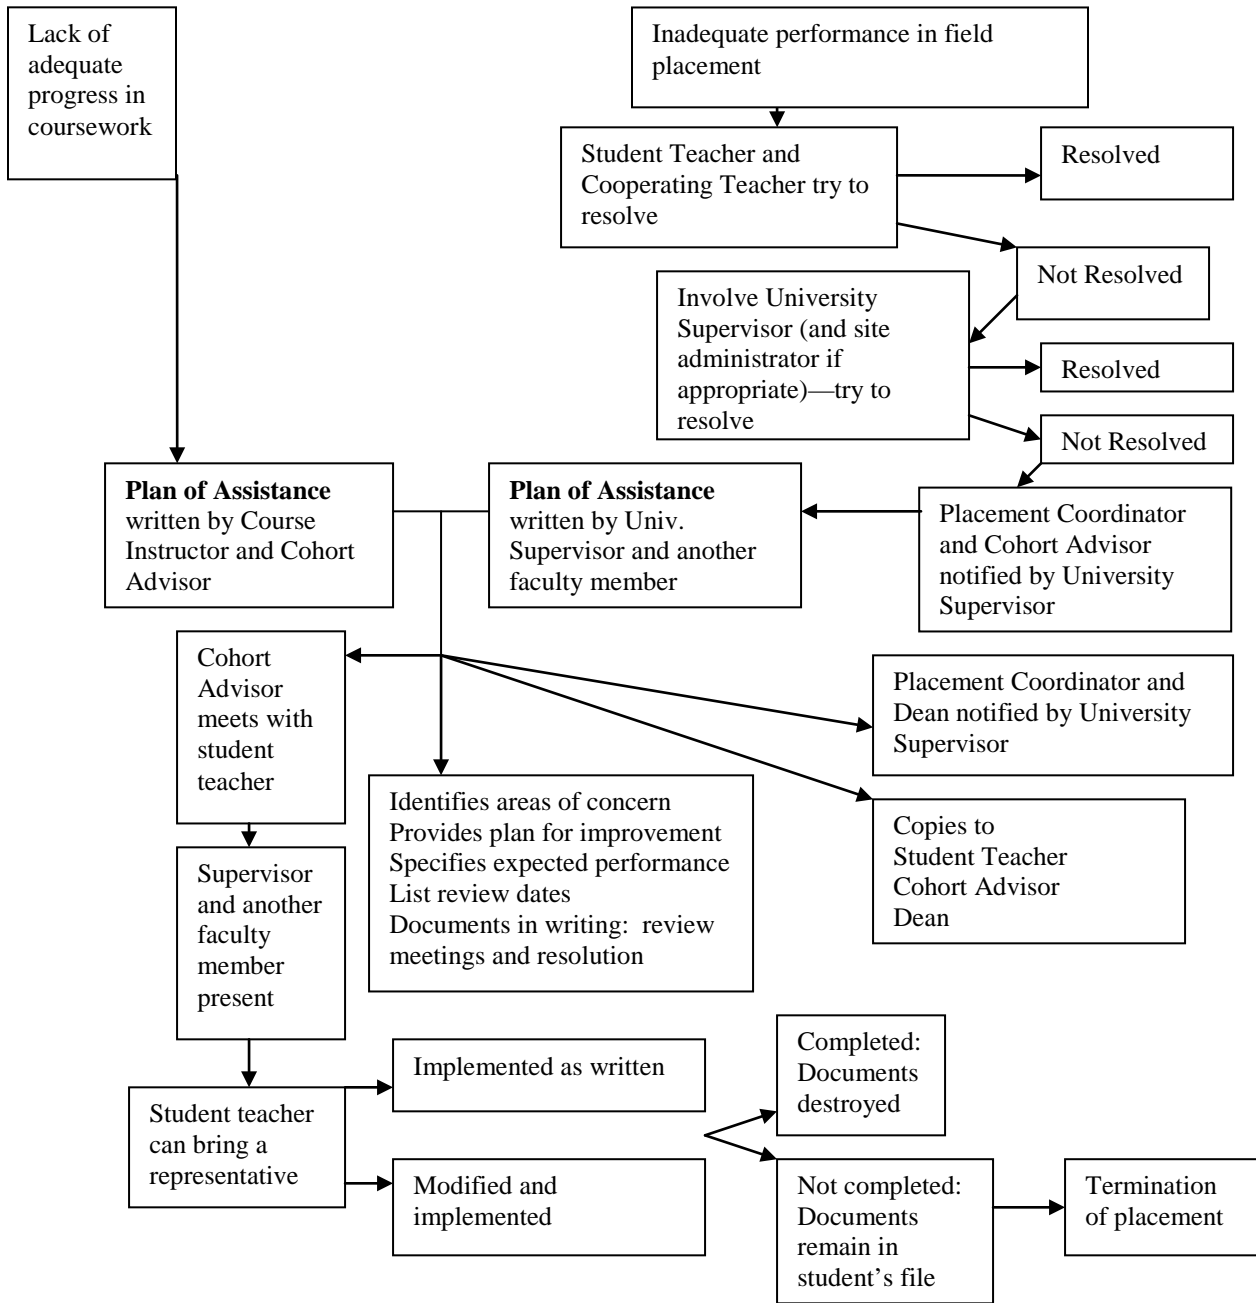 Lack of
adequate
progress in
coursework
Inadequate performance in field
placement
Student Teacher and
Cooperating Teacher try to
resolve
Resolved
Not Resolved
Involve University
Supervisor (and site
administrator if
appropriate)—try to
resolve
Resolved
Not Resolved
Plan of Assistance
written by Course
Instructor and Cohort
Advisor
Plan of Assistance
written by Univ.
Supervisor and another
faculty member
Placement Coordinator
and Cohort Advisor
notified by University
Supervisor
Cohort
Advisor
meets with
student
teacher
Placement Coordinator and
Dean notified by University
Supervisor
Identifies areas of concern
Provides plan for improvement
Specifies expected performance
List review dates
Documents in writing:  review
meetings and resolution
Copies to
Student Teacher
Cohort Advisor
Dean
Supervisor
and another
faculty
member
present
Student teacher
can bring a
representative
Implemented as written
Modified and
implemented
Completed:
Documents
destroyed
Not completed:
Documents
remain in
student’s file
Termination
of placement